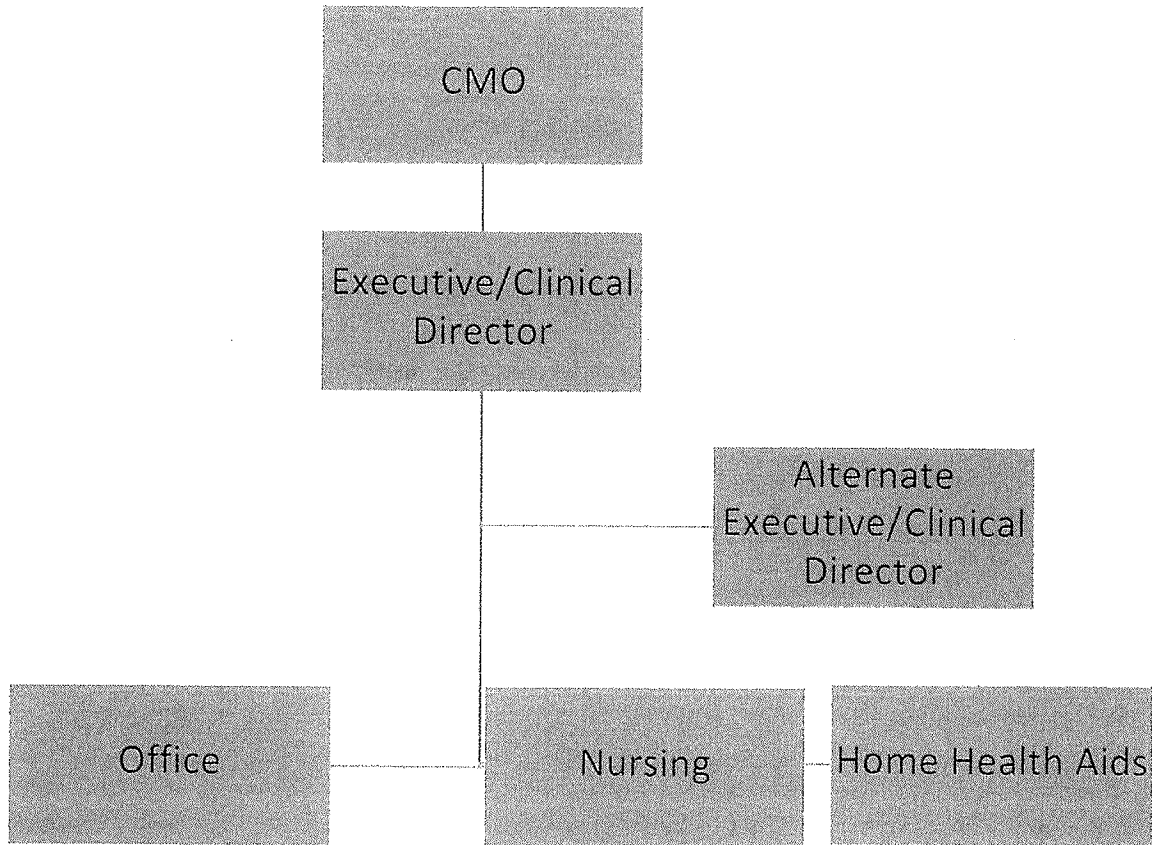 CMO
Executive/Clinical
Director
Alternate
Executive/Clinical
Director
Office
Nursing
Home Health Aids